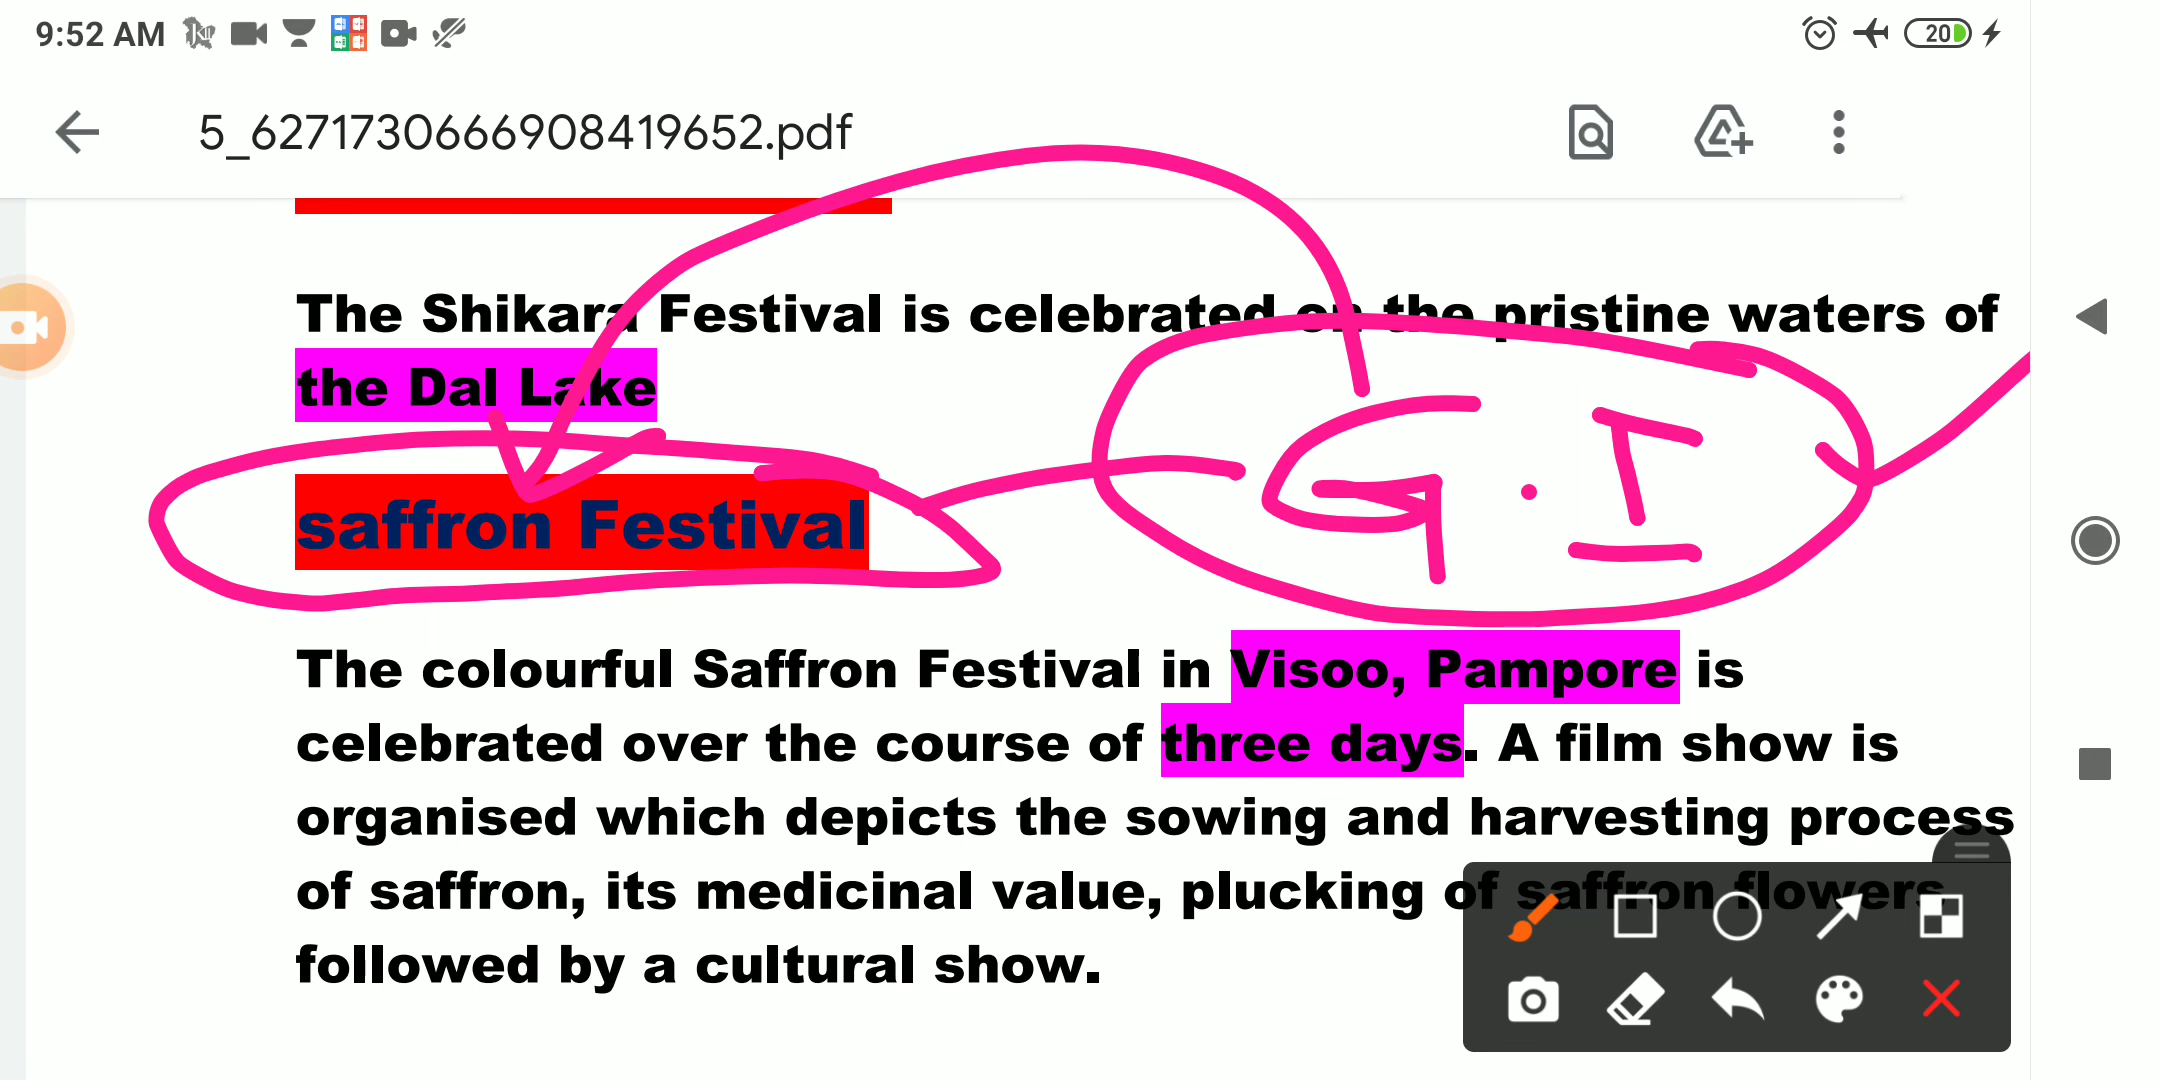 9:52 AM
20
5_6271730666908419652.pdf
The Shikara Festival is celebrated on the pristine waters of
the Dal Lake
G.I
saffron Festival
The colourful Saffron Festival in Visoo, Pampore is
celebrated over the course of three days. A film show is
organised which depicts the sowing and harvesting process
of saffron, its medicinal value, plucking of saffron flowers
followed by a cultural show.